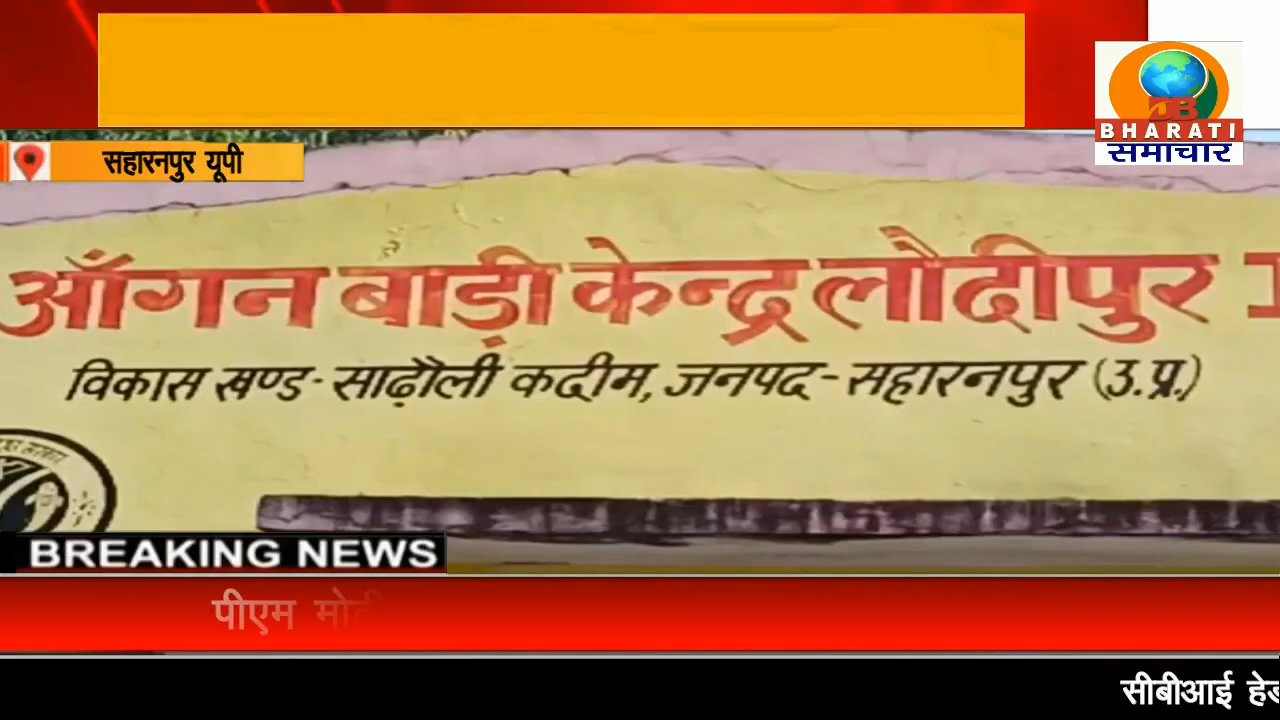 BHARATI
समाचार
सहारनपुर यूपी
आँगन बाड़ी केन्द्र लौदीपुर
विकास खण्ड-साढ़ौली कदीम, जनपद-सहारनपुर (उ.प्र.)
BREAKING NEWS
पीएम
सीबीआई